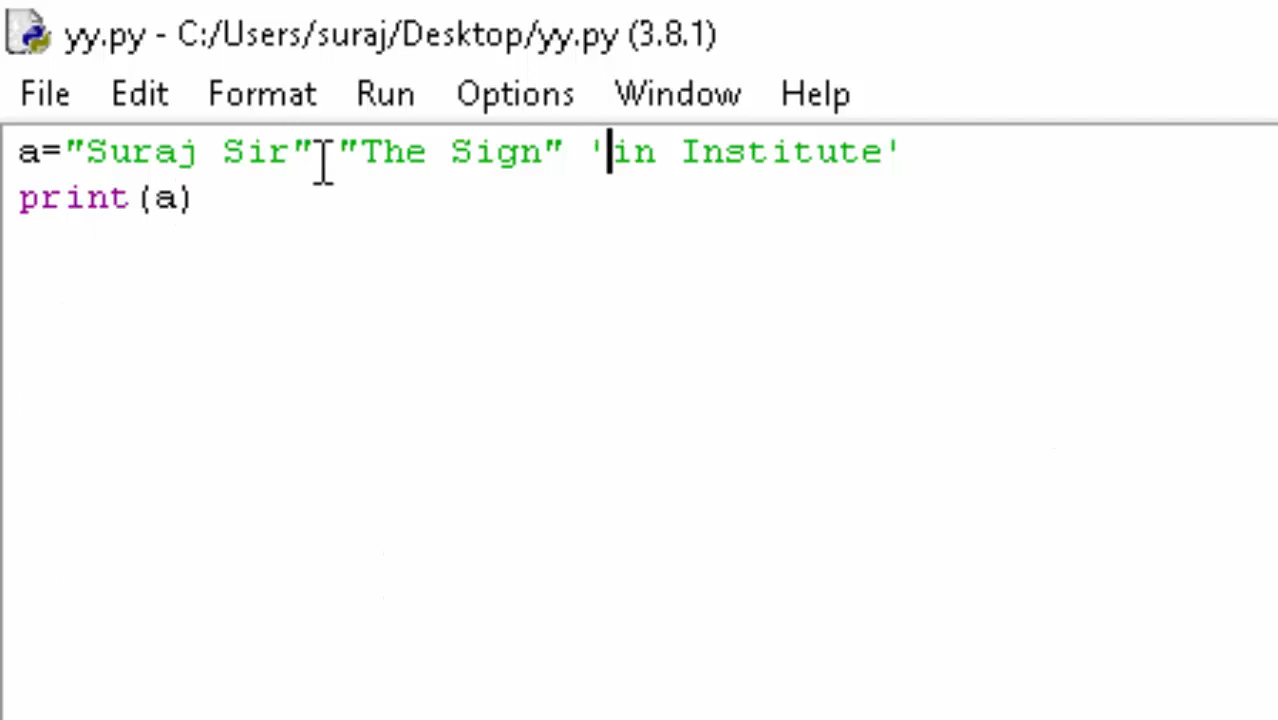 yy.py - C:/Users/suraj/Desktop/yy.py (3.8.1)
File Edit Format Run Options Window Help
a="Suraj Sir" "The Sign" 'in Institute'
print(a)